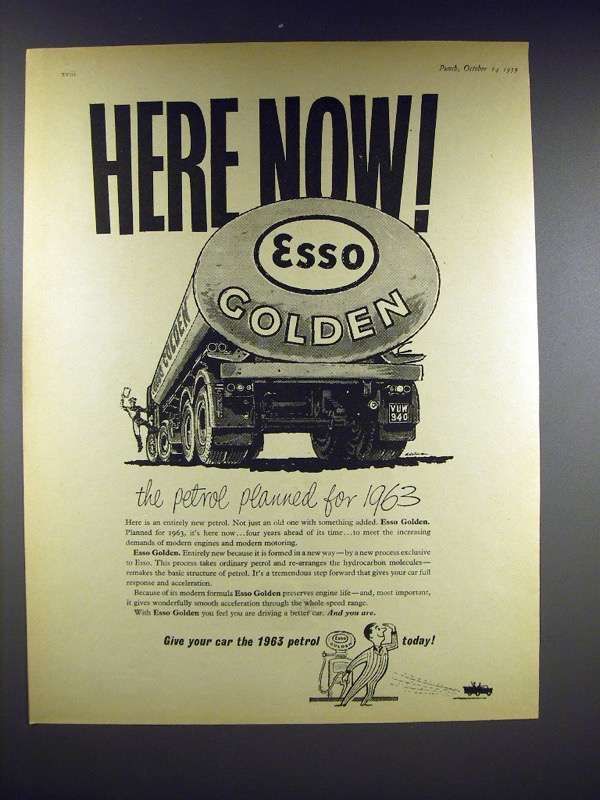 xviii
Punch, October 14 1959
HERE NOW!
Esso
GOLDEN
GOLDEN
VUW
340
the petrol planned for 1963
Here is an entirely new petrol. Not just an old one with something added. Esso Golden.
Planned for 1963, it's here now...four years ahead of its time...to meet the increasing
demands of modern engines and modern motoring.
Esso Golden. Entirely new because it is formed in a new way—by a new process exclusive
to Esso. This process takes ordinary petrol and re-arranges the hydrocarbon molecules—
remakes the basic structure of petrol. It's a tremendous step forward that gives your car full
response and acceleration.
Because of its modern formula Esso Golden preserves engine life—and, most important,
it gives wonderfully smooth acceleration through the whole speed range.
With Esso Golden you feel you are driving a better car. And you are.
Give your car the 1963 petrol
Esso
GOLDEN
today!